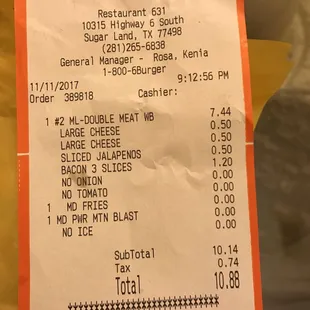 Restaurant 631
10315 Highway 6 South
Sugar Land, TX 77498
(281)265-6838
General Manager - Rosa, Kenia
1-800-6Burger
11/11/2017 9:12:56 PM
Order 389818 Cashier:
1 #2 ML-DOUBLE MEAT WB 7.44
LARGE CHEESE 0.50
LARGE CHEESE 0.50
SLICED JALAPENOS 0.50
BACON 3 SLICES 1.20
NO ONION 0.00
NO TOMATO 0.00
1 MD FRIES 0.00
1 MD PWR MTN BLAST 0.00
NO ICE 0.00
SubTotal 10.14
Tax 0.74
Total 10.88